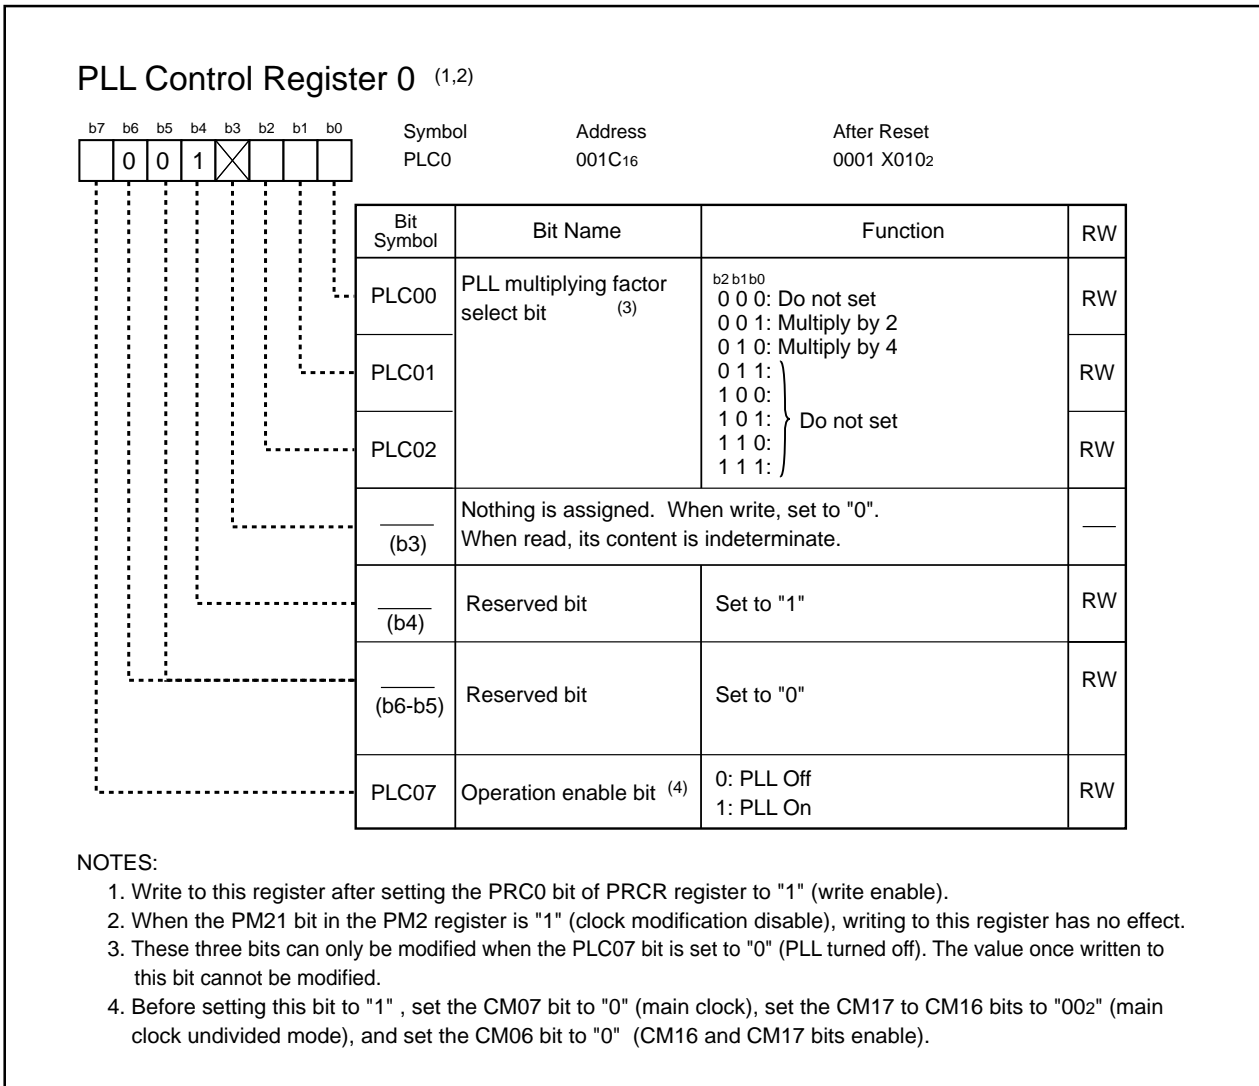 PLL Control Register 0 (1,2)
b7 b6 b5 b4 b3 b2 b1 b0
0 0 1
Symbol Address After Reset
PLC0 001C16 0001 X0102
Bit Symbol Bit Name Function RW
PLC00 PLL multiplying factor select bit (3) RW
b2 b1 b0
0 0 0: Do not set
0 0 1: Multiply by 2
0 1 0: Multiply by 4
0 1 1:
1 0 0:
1 0 1: Do not set
1 1 0:
1 1 1:
PLC01 RW
PLC02 RW
(b3) Nothing is assigned. When write, set to "0".
When read, its content is indeterminate.
(b4) Reserved bit Set to "1" RW
(b6-b5) Reserved bit Set to "0" RW
PLC07 Operation enable bit (4) 0: PLL Off RW
1: PLL On
NOTES:
1. Write to this register after setting the PRC0 bit of PRCR register to "1" (write enable).
2. When the PM21 bit in the PM2 register is "1" (clock modification disable), writing to this register has no effect.
3. These three bits can only be modified when the PLC07 bit is set to "0" (PLL turned off). The value once written to
this bit cannot be modified.
4. Before setting this bit to "1" , set the CM07 bit to "0" (main clock), set the CM17 to CM16 bits to "002" (main
clock undivided mode), and set the CM06 bit to "0" (CM16 and CM17 bits enable).